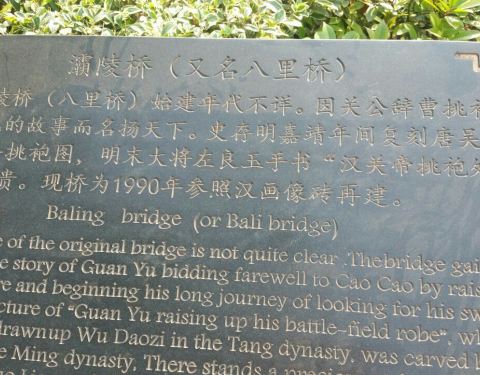 灞陵桥（又名八里桥）
陵桥（八里桥）始建年代不详。因关公辞曹挑袍
的故事而名扬天下。史存明嘉靖年间复刻唐吴
挑袍图，明末大将左良玉手书“汉关帝挑袍处
贵。现桥为1990年参照汉画像砖再建。
Baling bridge (or Bali bridge)
e of the original bridge is not quite clear .Thebridge gai
e story of Guan Yu bidding farewell to Cao Cao by rais
re and beginning his long journey of looking for his sw
cture of “Guan Yu raising up his battle-field robe”, wh
drawnup Wu Daozi in the Tang dynasty, was carved
e Ming dynasty, There stands a